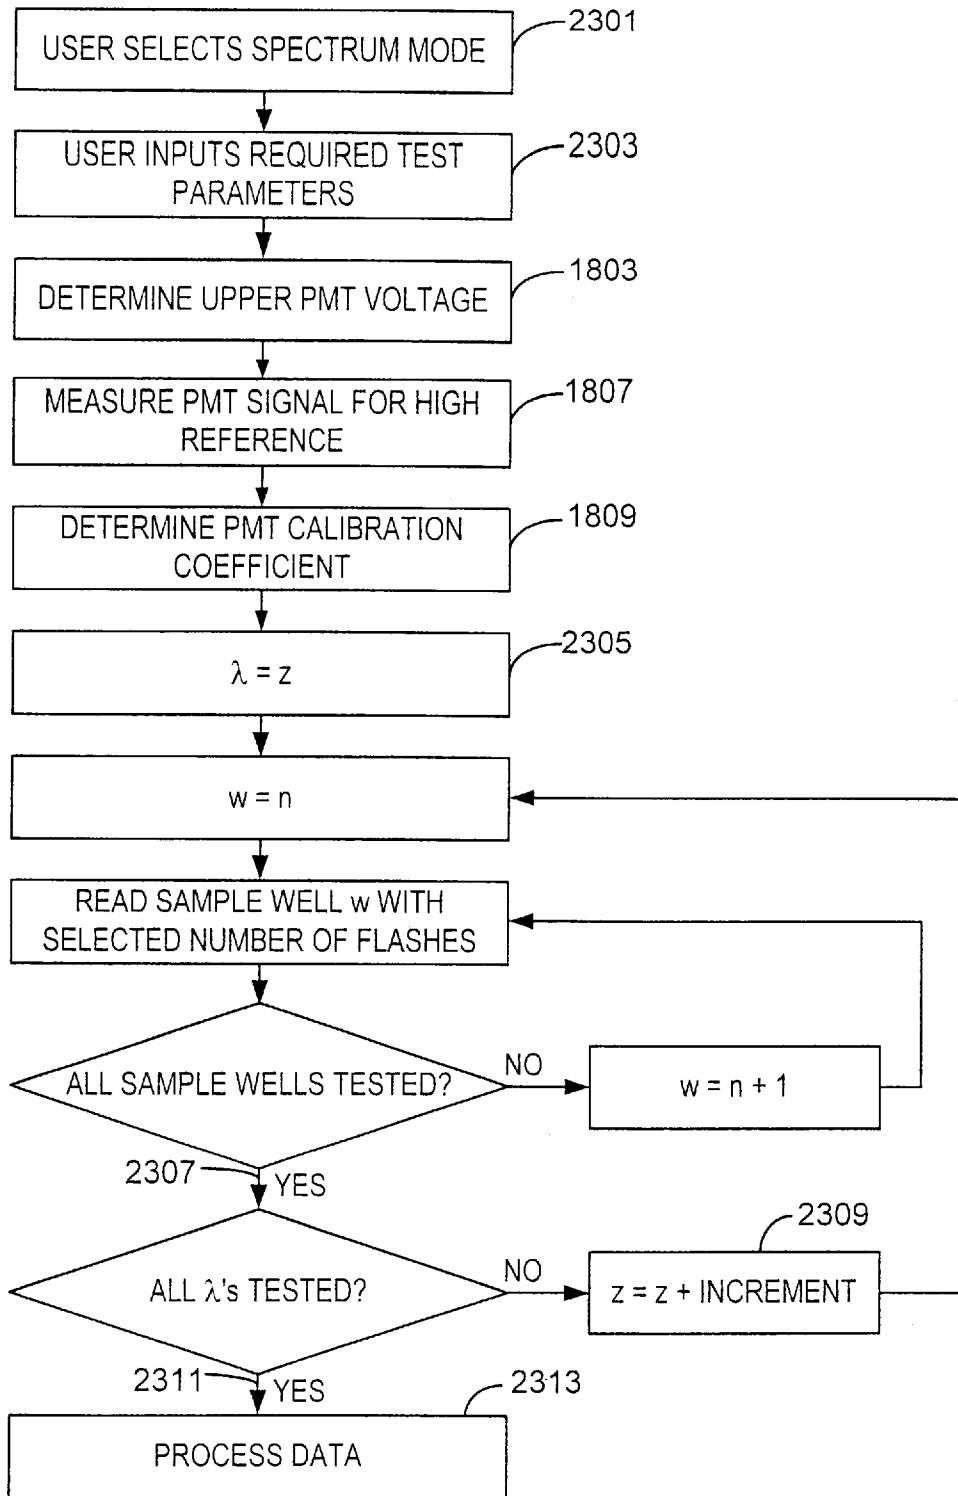 2301
USER SELECTS SPECTRUM MODE
2303
USER INPUTS REQUIRED TEST
PARAMETERS
1803
DETERMINE UPPER PMT VOLTAGE
1807
MEASURE PMT SIGNAL FOR HIGH
REFERENCE
1809
DETERMINE PMT CALIBRATION
COEFFICIENT
2305
λ = z
w = n
READ SAMPLE WELL w WITH
SELECTED NUMBER OF FLASHES
ALL SAMPLE WELLS TESTED?
NO
w = n + 1
2307
YES
2309
ALL λ's TESTED?
NO
z = z + INCREMENT
2311
YES
2313
PROCESS DATA